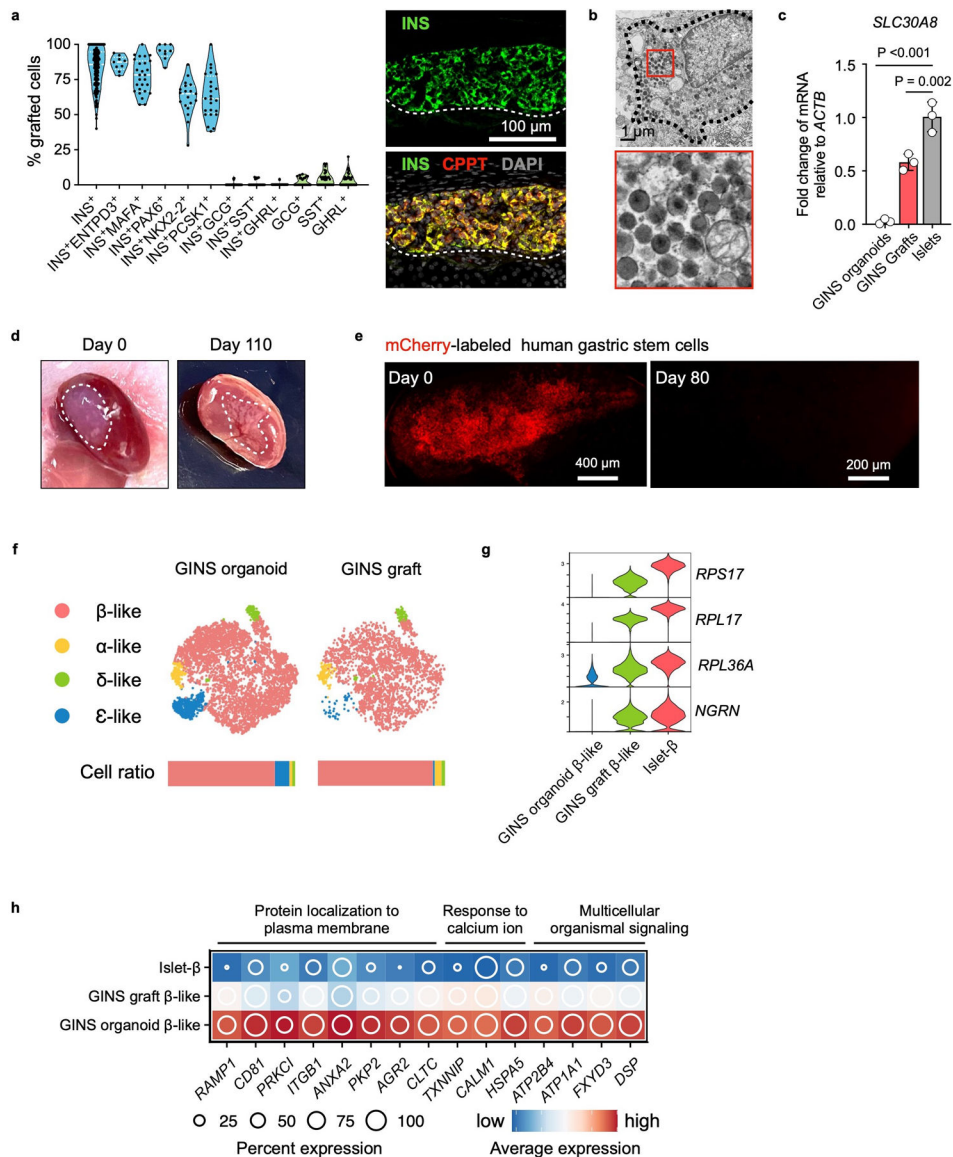 a
INS
100
75
50
25
0
% grafted cells
INS⁺
INS⁺ENTPD3⁺
INS⁺MAFA⁺
INS⁺PAX6⁺
INS⁺NKX2-2⁺
INS⁺PCSK1⁺
INS⁺GCG⁺
INS⁺SST⁺
INS⁺GHRL⁺
GCG⁺
SST⁺
GHRL⁺
100 µm
INS CPPT DAPI
b
1 µm
c
SLC30A8
P <0.001
P = 0.002
1.5
1.0
0.5
0.0
Fold change of mRNA
relative to ACTB
GINS organoids
GINS Grafts
Islets
d
Day 0
Day 110
e
mCherry-labeled human gastric stem cells
Day 0
400 µm
Day 80
200 µm
f
GINS organoid
GINS graft
β-like
α-like
δ-like
Ɛ-like
Cell ratio
g
3
RPS17
4
RPL17
3
RPL36A
2
NGRN
GINS organoid β-like
GINS graft β-like
Islet-β
h
Protein localization to
plasma membrane
Response to
calcium ion
Multicellular
organismal signaling
Islet-β
GINS graft β-like
GINS organoid β-like
RAMP1
CD81
PRKCI
ITGB1
ANXA2
PKP2
AGR2
CLTC
TXNNIP
CALM1
HSPA5
ATP2B4
ATP1A1
FXYD3
DSP
25
50
75
100
Percent expression
low
high
Average expression